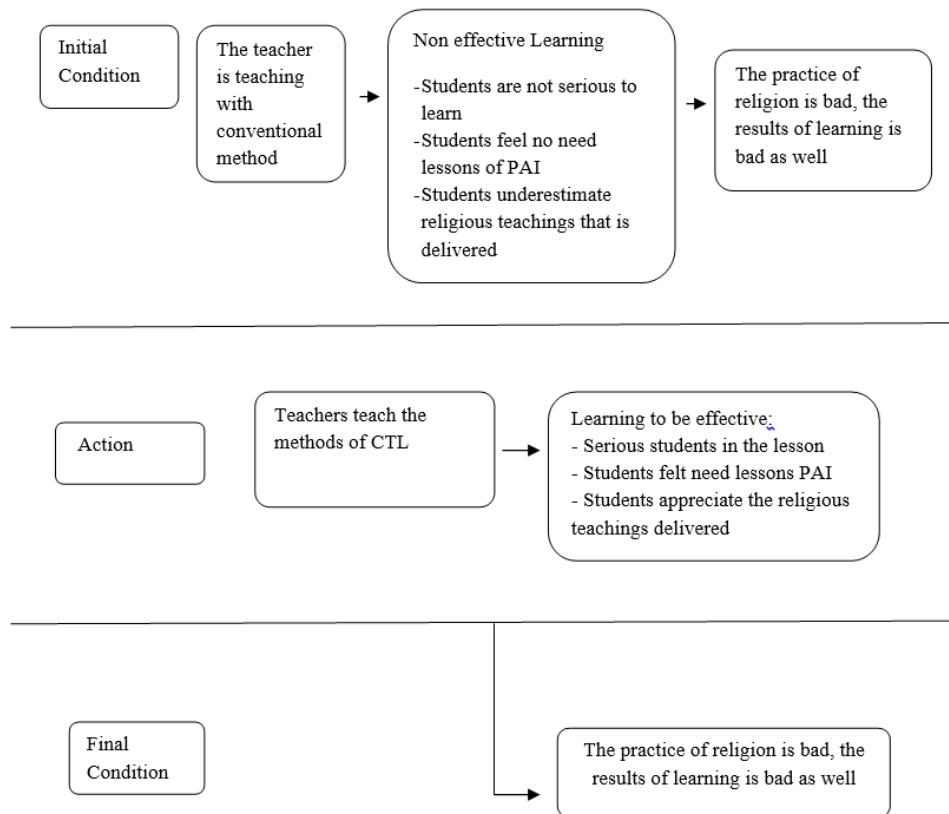 Initial
Condition
The teacher
is teaching
with
conventional
method
Non effective Learning
-Students are not serious to
learn
-Students feel no need
lessons of PAI
-Students underestimate
religious teachings that is
delivered
The practice of
religion is bad, the
results of learning is
bad as well
Action
Teachers teach the
methods of CTL
Learning to be effective:
- Serious students in the lesson
- Students felt need lessons PAI
- Students appreciate the religious
teachings delivered
Final
Condition
The practice of religion is bad, the
results of learning is bad as well